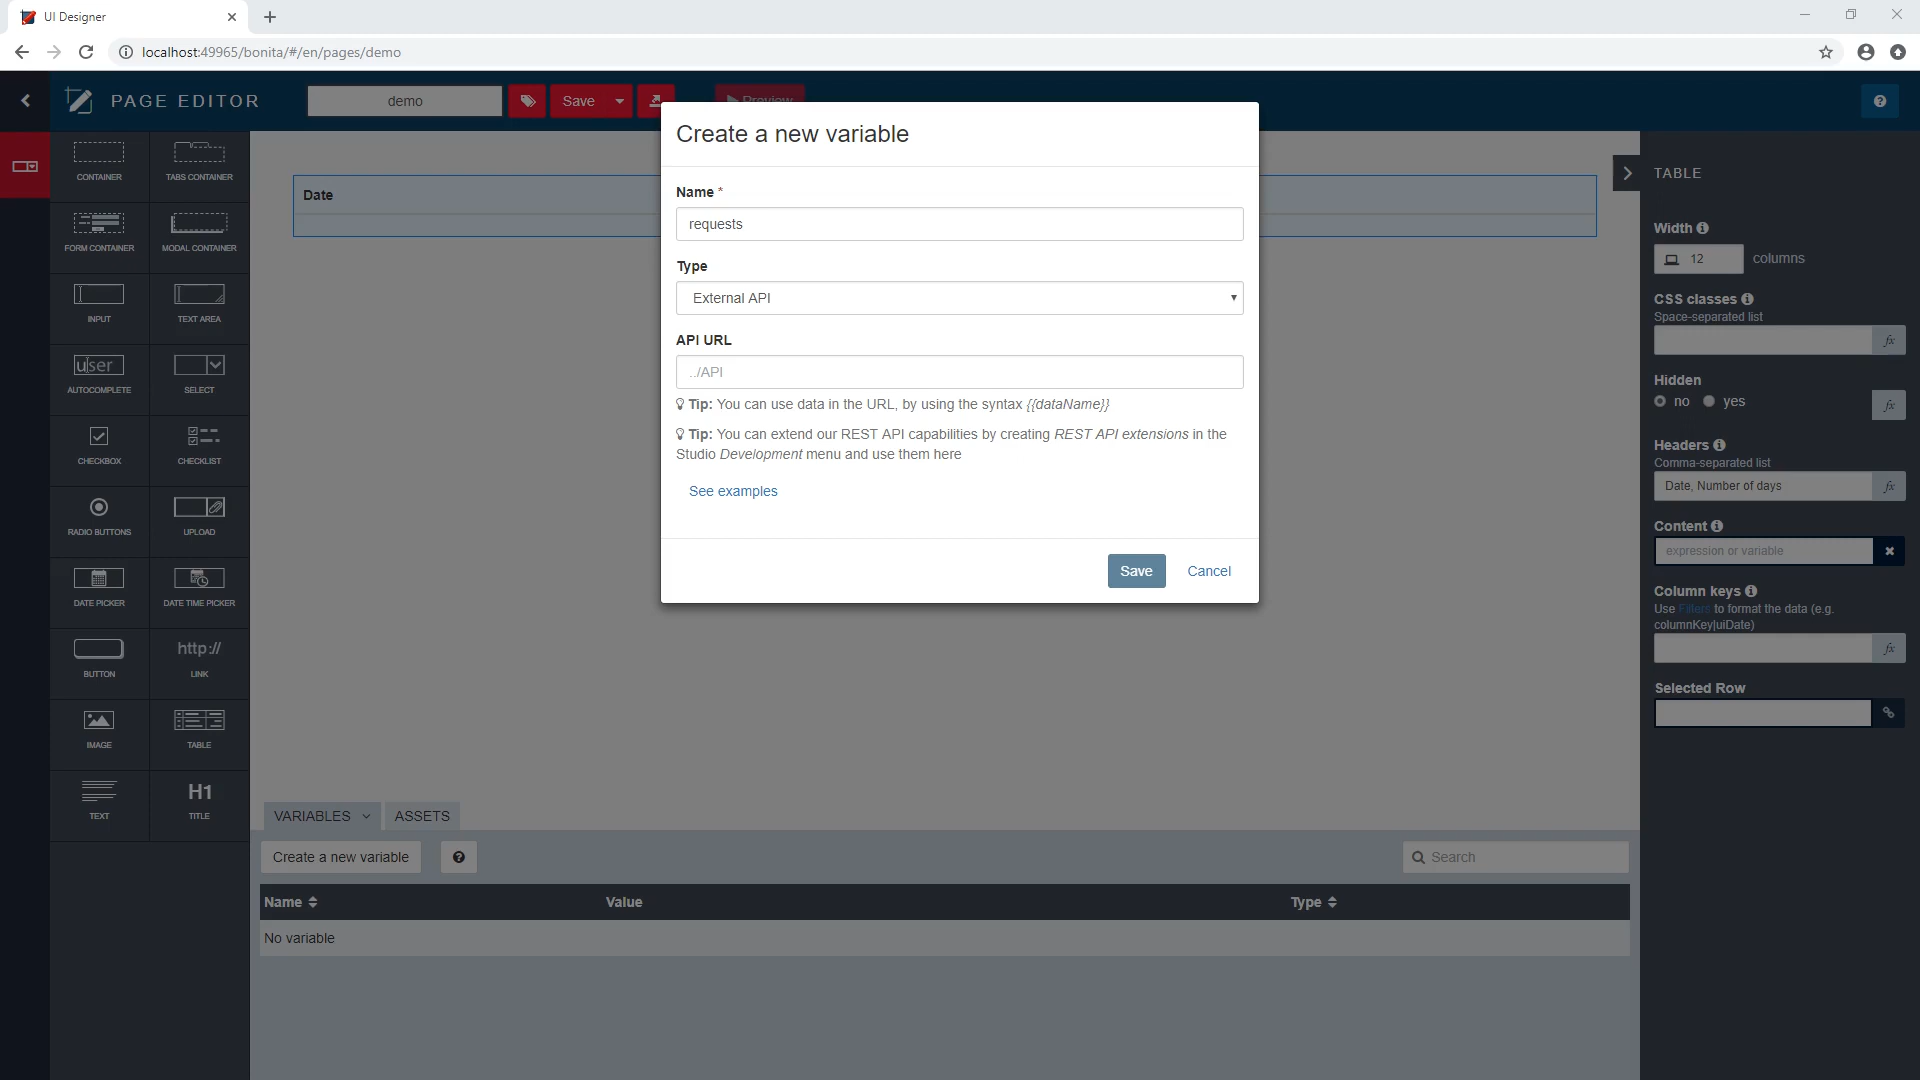 UI Designer
localhost:49965/bonita/#/en/pages/demo
PAGE EDITOR
demo
Save
Preview
CONTAINER
TABS CONTAINER
FORM CONTAINER
MODAL CONTAINER
INPUT
TEXT AREA
user
AUTOCOMPLETE
SELECT
CHECKBOX
CHECKLIST
RADIO BUTTONS
UPLOAD
DATE PICKER
DATE TIME PICKER
BUTTON
http://
LINK
IMAGE
TABLE
TEXT
H1
TITLE
Date
Create a new variable
Name *
requests
Type
External API
API URL
../API
Tip: You can use data in the URL, by using the syntax {{dataName}}
Tip: You can extend our REST API capabilities by creating REST API extensions in the
Studio Development menu and use them here
See examples
Save
Cancel
TABLE
Width
12
columns
CSS classes
Space-separated list
fx
Hidden
no
yes
fx
Headers
Comma-separated list
Date, Number of days
fx
Content
expression or variable
Column keys
Use Filters to format the data (e.g.
columnKey|uiDate)
fx
Selected Row
VARIABLES
ASSETS
Create a new variable
Search
Name
Value
Type
No variable